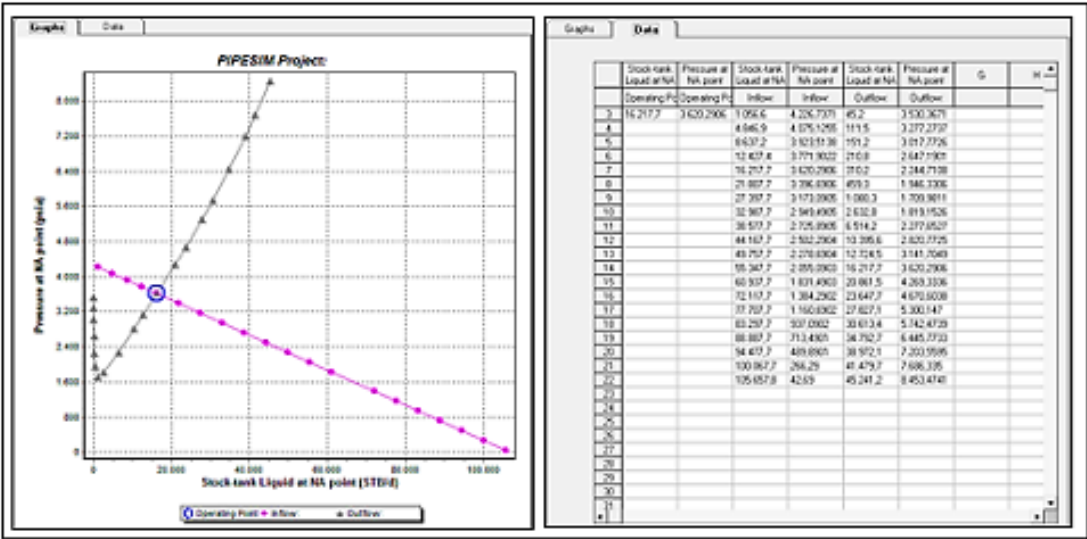 Graphs Data
PIPESIM Project:
Pressure at NA point (psia)
8.000
7.200
6.400
5.600
4.800
4.000
3.200
2.400
1.600
800
0
0 20.000 40.000 60.000 80.000 100.000
Stock-tank Liquid at NA point (STB/d)
Operating Point Inflow: Outflow:
Graphs Data
Stock-tank Liquid at NA Pressure at NA point Stock-tank Liquid at NA Pressure at NA point Stock-tank Liquid at NA Pressure at NA point G H
Operating Po Operating Po Inflow: Inflow: Outflow: Outflow:
3 16.217,7 3.620,2906 1.056,6 4.226,7371 45,2 3.530,3671
4 4.846,9 4.075,1255 111,5 3.277,2737
5 8.637,2 3.923,5138 151,2 3.017,7726
6 12.427,4 3.771,9022 210,8 2.647,1901
7 16.217,7 3.620,2906 310,2 2.244,7108
8 21.807,7 3.396,6906 459,3 1.946,3306
9 27.397,7 3.173,0905 1.080,3 1.709,9011
10 32.987,7 2.949,4905 2.632,8 1.819,1526
11 38.577,7 2.725,8905 6.514,2 2.277,6527
12 44.167,7 2.502,2904 10.395,6 2.820,7725
13 49.757,7 2.278,6904 12.724,5 3.141,7049
14 55.347,7 2.055,0903 16.217,7 3.620,2906
15 60.937,7 1.831,4903 20.861,5 4.269,3336
16 72.117,7 1.384,2902 23.647,7 4.670,6038
17 77.707,7 1.160,6902 27.827,1 5.300,147
18 83.297,7 937,0902 30.613,4 5.742,4739
19 88.887,7 713,4901 34.792,7 6.445,7733
20 94.477,7 489,8901 38.972,1 7.203,5595
21 100.067,7 266,29 41.479,7 7.686,335
22 105.657,8 42,69 45.241,2 8.453,4741
23
24
25
26
27
28
29
30
31